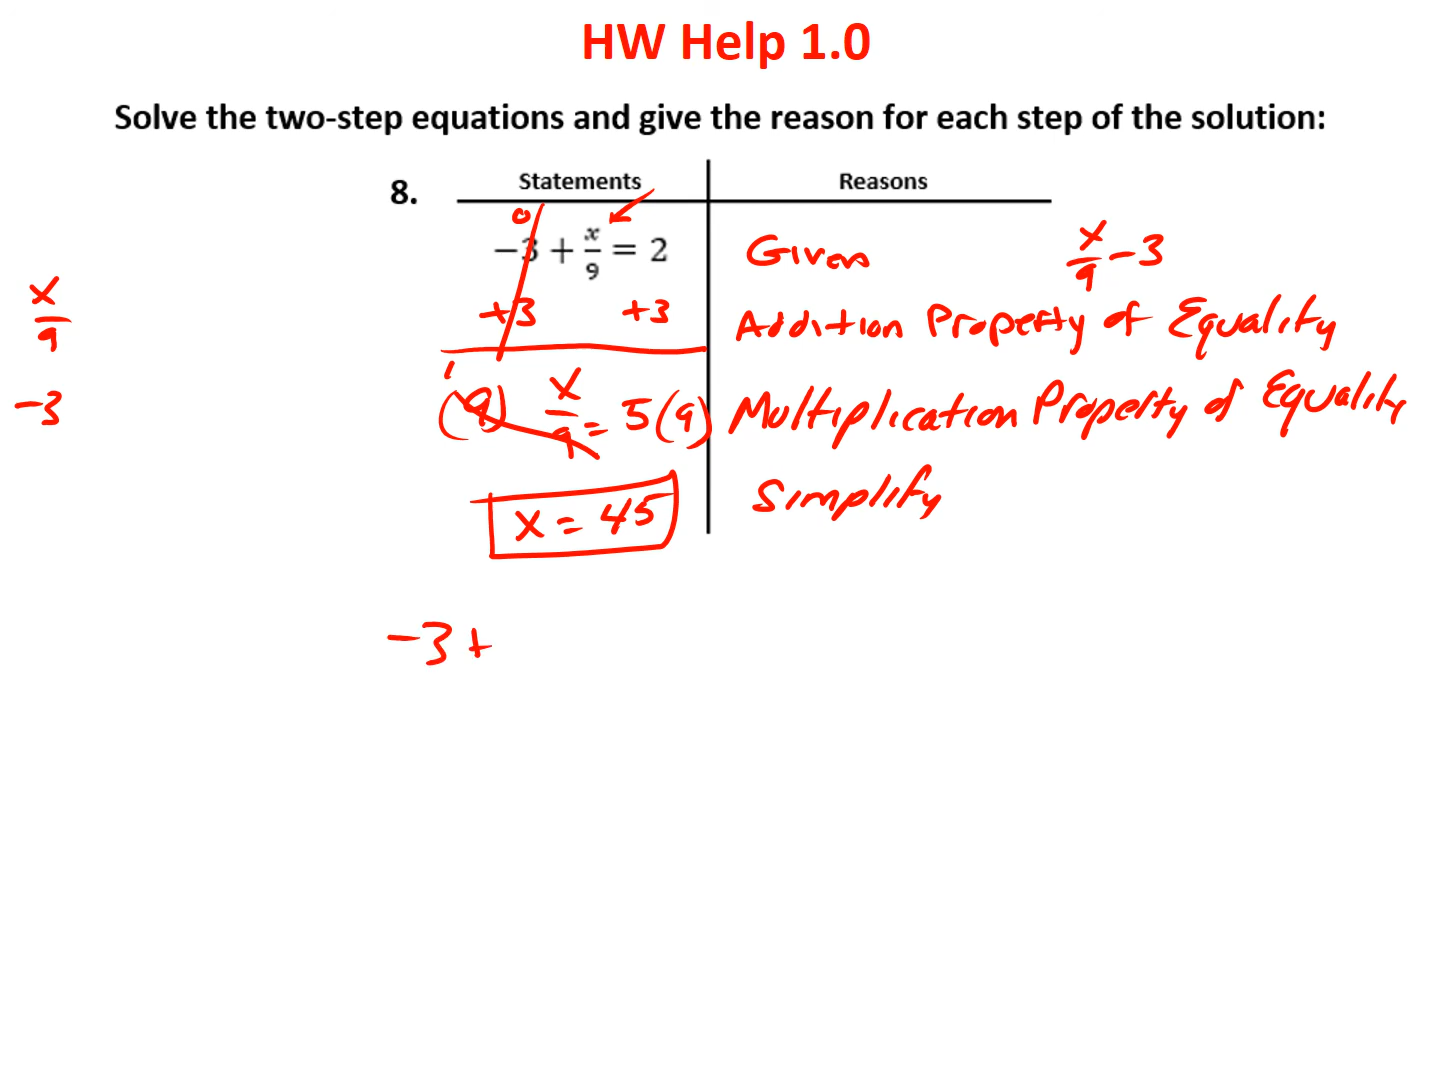 HW Help 1.0
Solve the two-step equations and give the reason for each step of the solution:
8. Statements Reasons
0
−3 + x/9 = 2 Given x/9 −3
+3 +3 Addition Property of Equality
x/9
−3
1
(9) x/9 = 5(9) Multiplication Property of Equality
x = 45 Simplify
−3 +